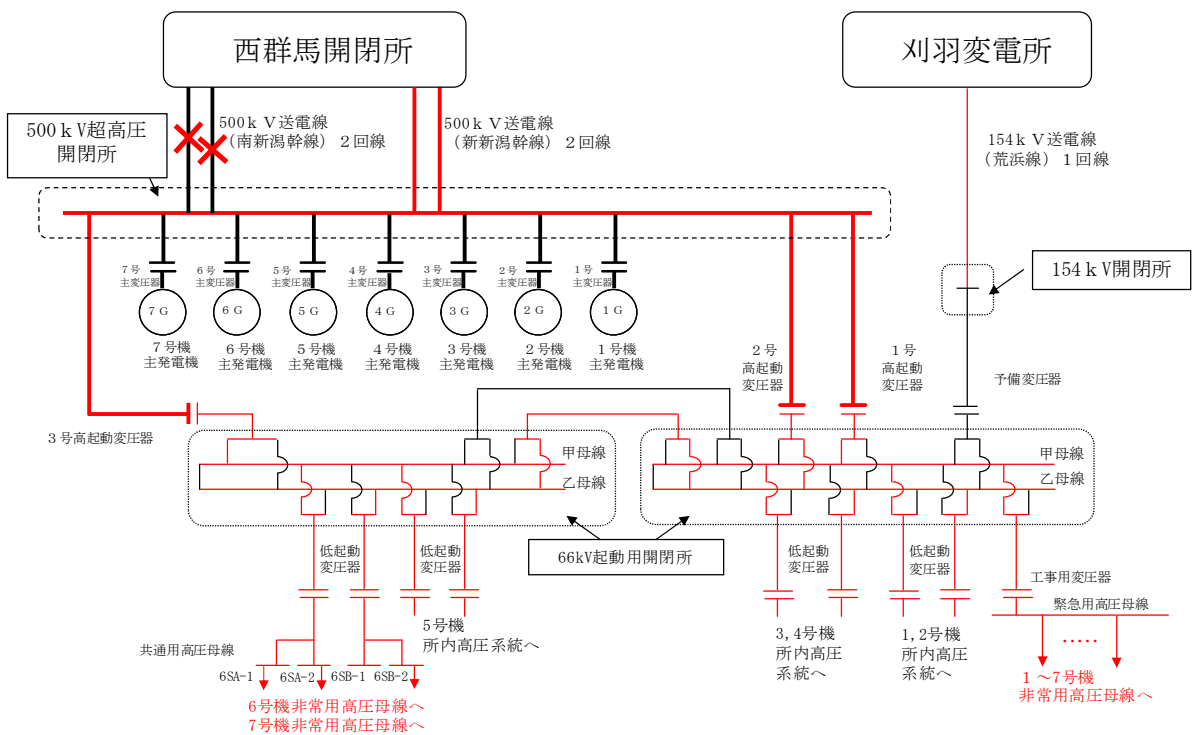 西群馬開閉所
刈羽変電所
500ｋV超高圧
開閉所
500ｋＶ送電線
（南新潟幹線）２回線
500ｋＶ送電線
（新新潟幹線）２回線
154ｋＶ送電線
（荒浜線）１回線
154ｋV開閉所
７号
主変圧器
６号
主変圧器
５号
主変圧器
４号
主変圧器
３号
主変圧器
２号
主変圧器
１号
主変圧器
７G
６G
５G
４G
３G
２G
１G
７号機
主発電機
６号機
主発電機
５号機
主発電機
４号機
主発電機
３号機
主発電機
２号機
主発電機
１号機
主発電機
２号
高起動
変圧器
１号
高起動
変圧器
予備変圧器
３号高起動変圧器
甲母線
乙母線
甲母線
乙母線
66kV起動用開閉所
低起動
変圧器
低起動
変圧器
低起動
変圧器
低起動
変圧器
工事用変圧器
緊急用高圧母線
5号機
所内高圧系統へ
3,4号機
所内高圧
系統へ
1,2号機
所内高圧
系統へ
共通用高圧母線
6SA-1
6SA-2
6SB-1
6SB-2
6号機非常用高圧母線へ
7号機非常用高圧母線へ
１～7号機
非常用高圧母線へ